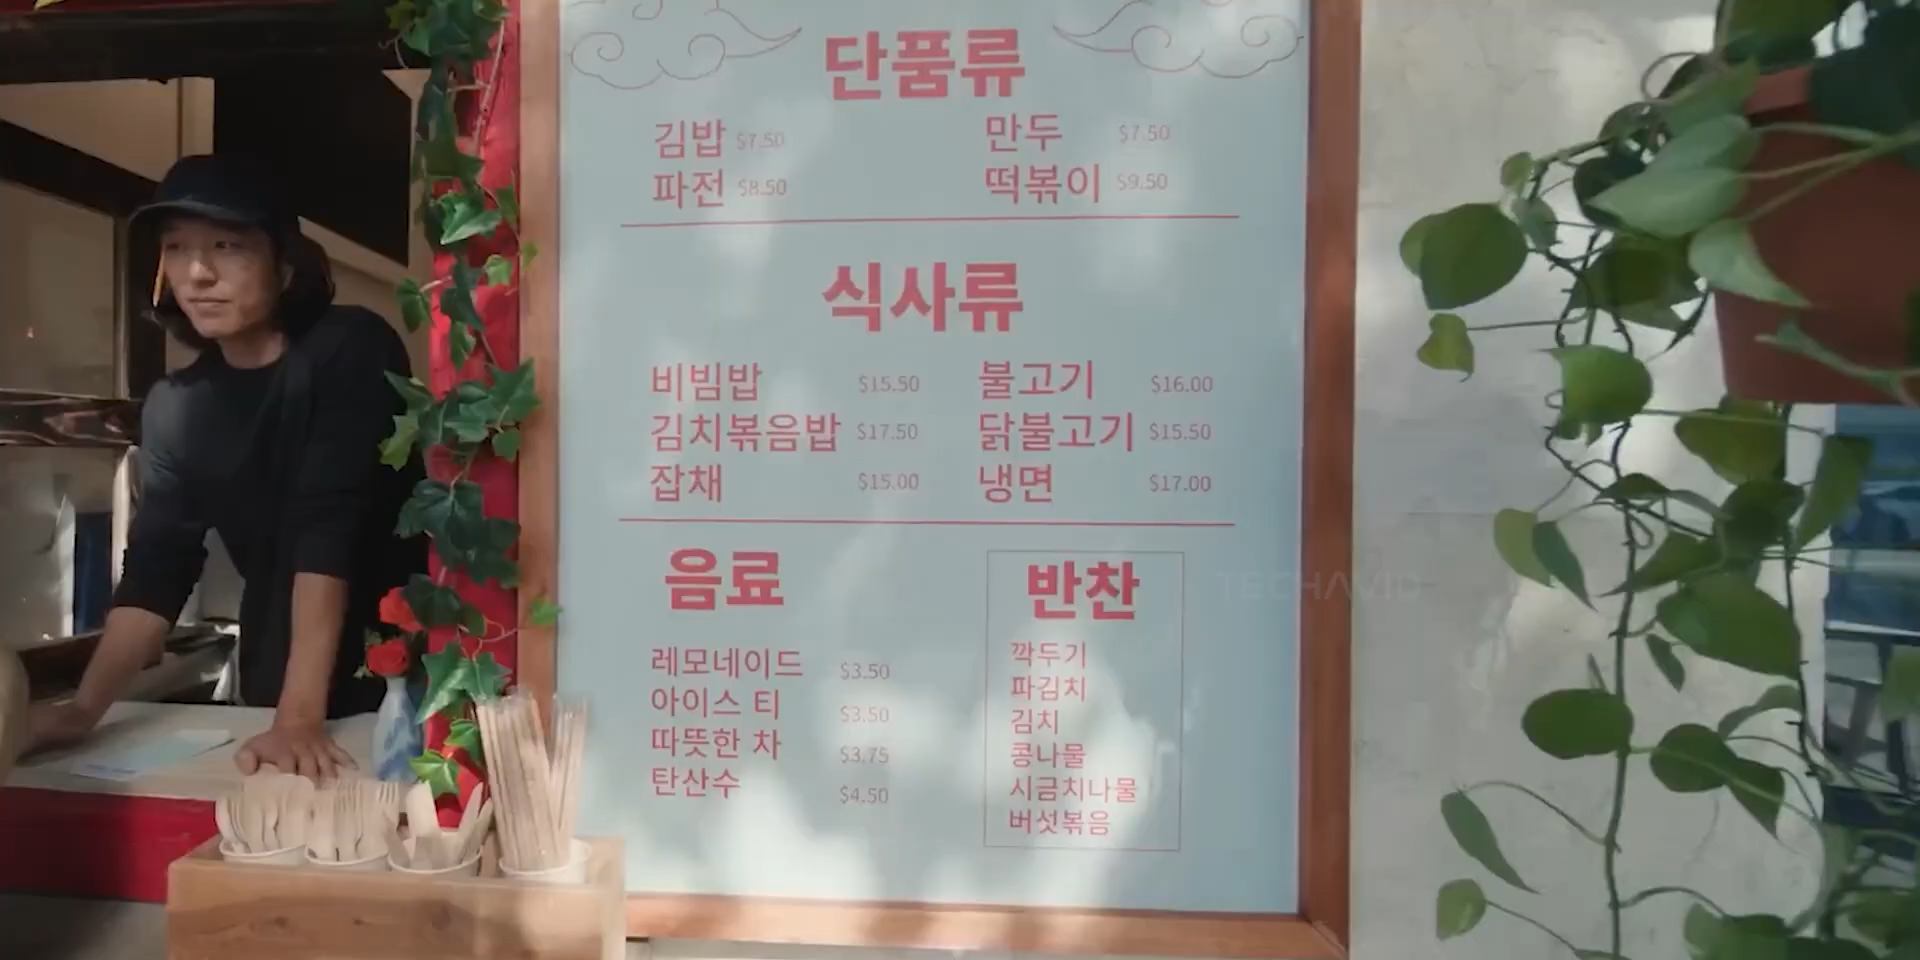 단품류
김밥 $7.50 만두 $7.50
파전 $8.50 떡볶이 $9.50
식사류
비빔밥 $15.50 불고기 $16.00
김치볶음밥 $17.50 닭불고기 $15.50
잡채 $15.00 냉면 $17.00
음료
레모네이드 $3.50
아이스 티 $3.50
따뜻한 차 $3.75
탄산수 $4.50
반찬
깍두기
파김치
김치
콩나물
시금치나물
버섯볶음
TECHAVID